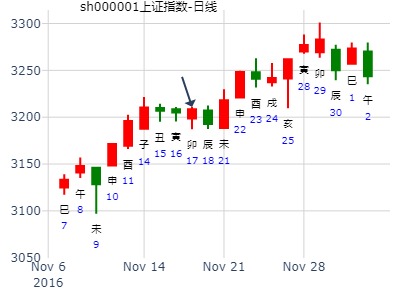 sh000001上证指数-日线
3300
3250
3200
3150
3100
3050
巳
7
午
8
未
9
申
10
酉
11
子
14
丑
15
寅
16
卯
17
辰
18
未
21
申
22
酉
23
戌
24
亥
25
寅
28
卯
29
辰
30
巳
1
午
2
Nov 6
2016
Nov 14
Nov 21
Nov 28